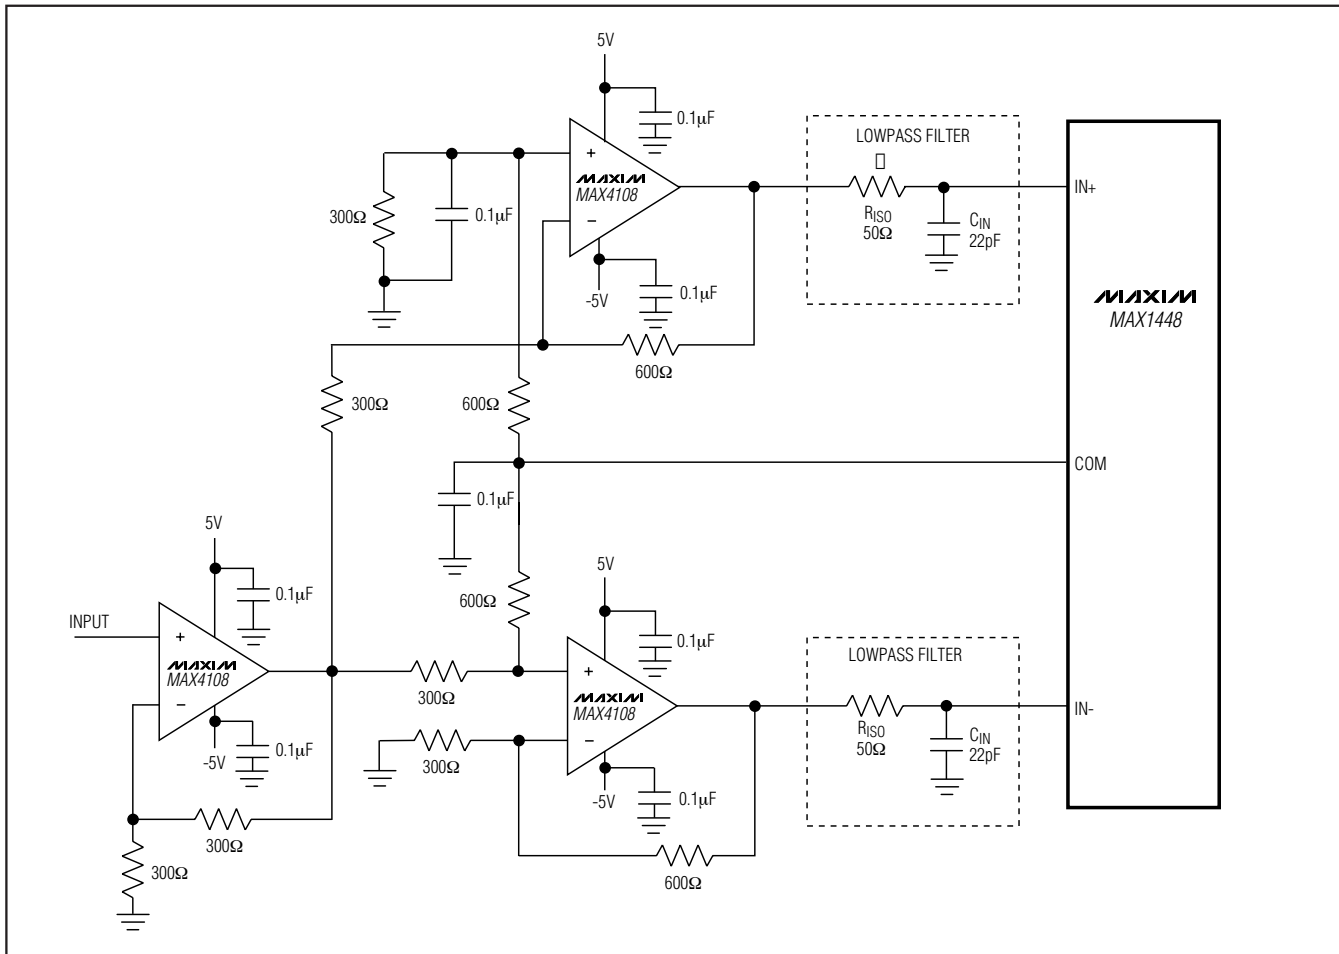 5V
0.1µF
LOWPASS FILTER
▯
+
MAXIM
MAX4108
IN+
300Ω
0.1µF
−
RISO
50Ω
CIN
22pF
-5V
0.1µF
MAXIM
MAX1448
600Ω
300Ω
600Ω
COM
0.1µF
5V
5V
0.1µF
600Ω
INPUT
0.1µF
LOWPASS FILTER
+
MAXIM
MAX4108
300Ω
+
MAXIM
MAX4108
−
IN-
RISO
50Ω
CIN
22pF
-5V
0.1µF
300Ω
−
-5V
0.1µF
300Ω
300Ω
600Ω